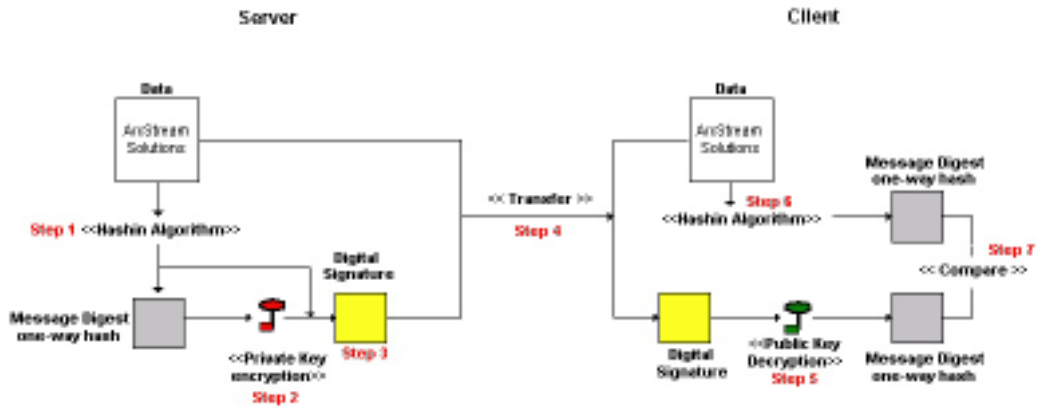 Server
Client
Data
ArcStream
Solutions
Step 1 <<Hashin Algorithm>>
Message Digest
one-way hash
<<Private Key
encryption>>
Step 2
Digital
Signature
Step 3
<< Transfer >>
Step 4
Data
ArcStream
Solutions
Step 6
<<Hashin Algorithm>>
Message Digest
one-way hash
Step 7
<< Compare >>
Digital
Signature
<<Public Key
Decryption>>
Step 5
Message Digest
one-way hash